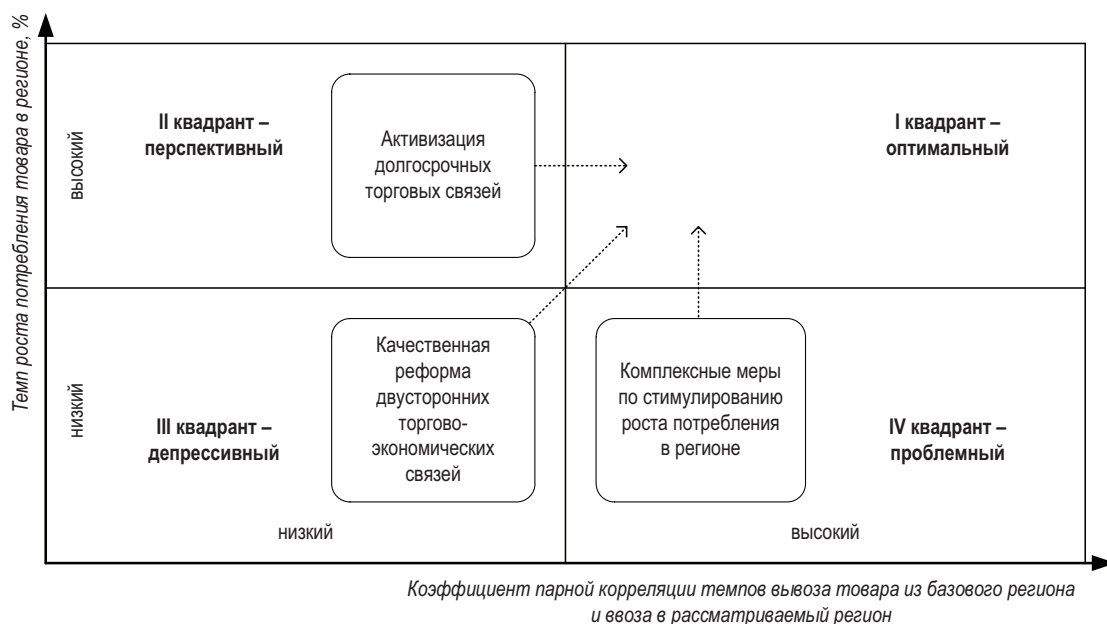 Темп роста потребления товара в регионе, %
высокий
II квадрант –
перспективный
Активизация
долгосрочных
торговых связей
I квадрант –
оптимальный
низкий
III квадрант –
депрессивный
Качественная
реформа
двусторонних
торгово-
экономических
связей
Комплексные меры
по стимулированию
роста потребления
в регионе
IV квадрант –
проблемный
низкий
высокий
Коэффициент парной корреляции темпов вывоза товара из базового региона
и ввоза в рассматриваемый регион